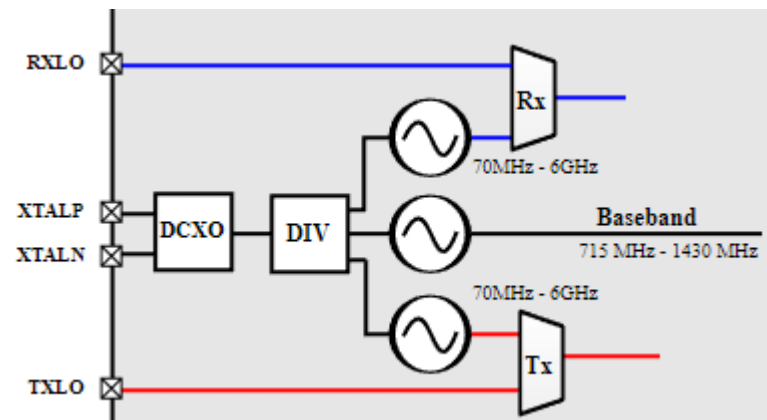 RXLO
Rx
70MHz - 6GHz
XTALP
DCXO
DIV
Baseband
XTALN
715 MHz - 1430 MHz
70MHz - 6GHz
Tx
TXLO